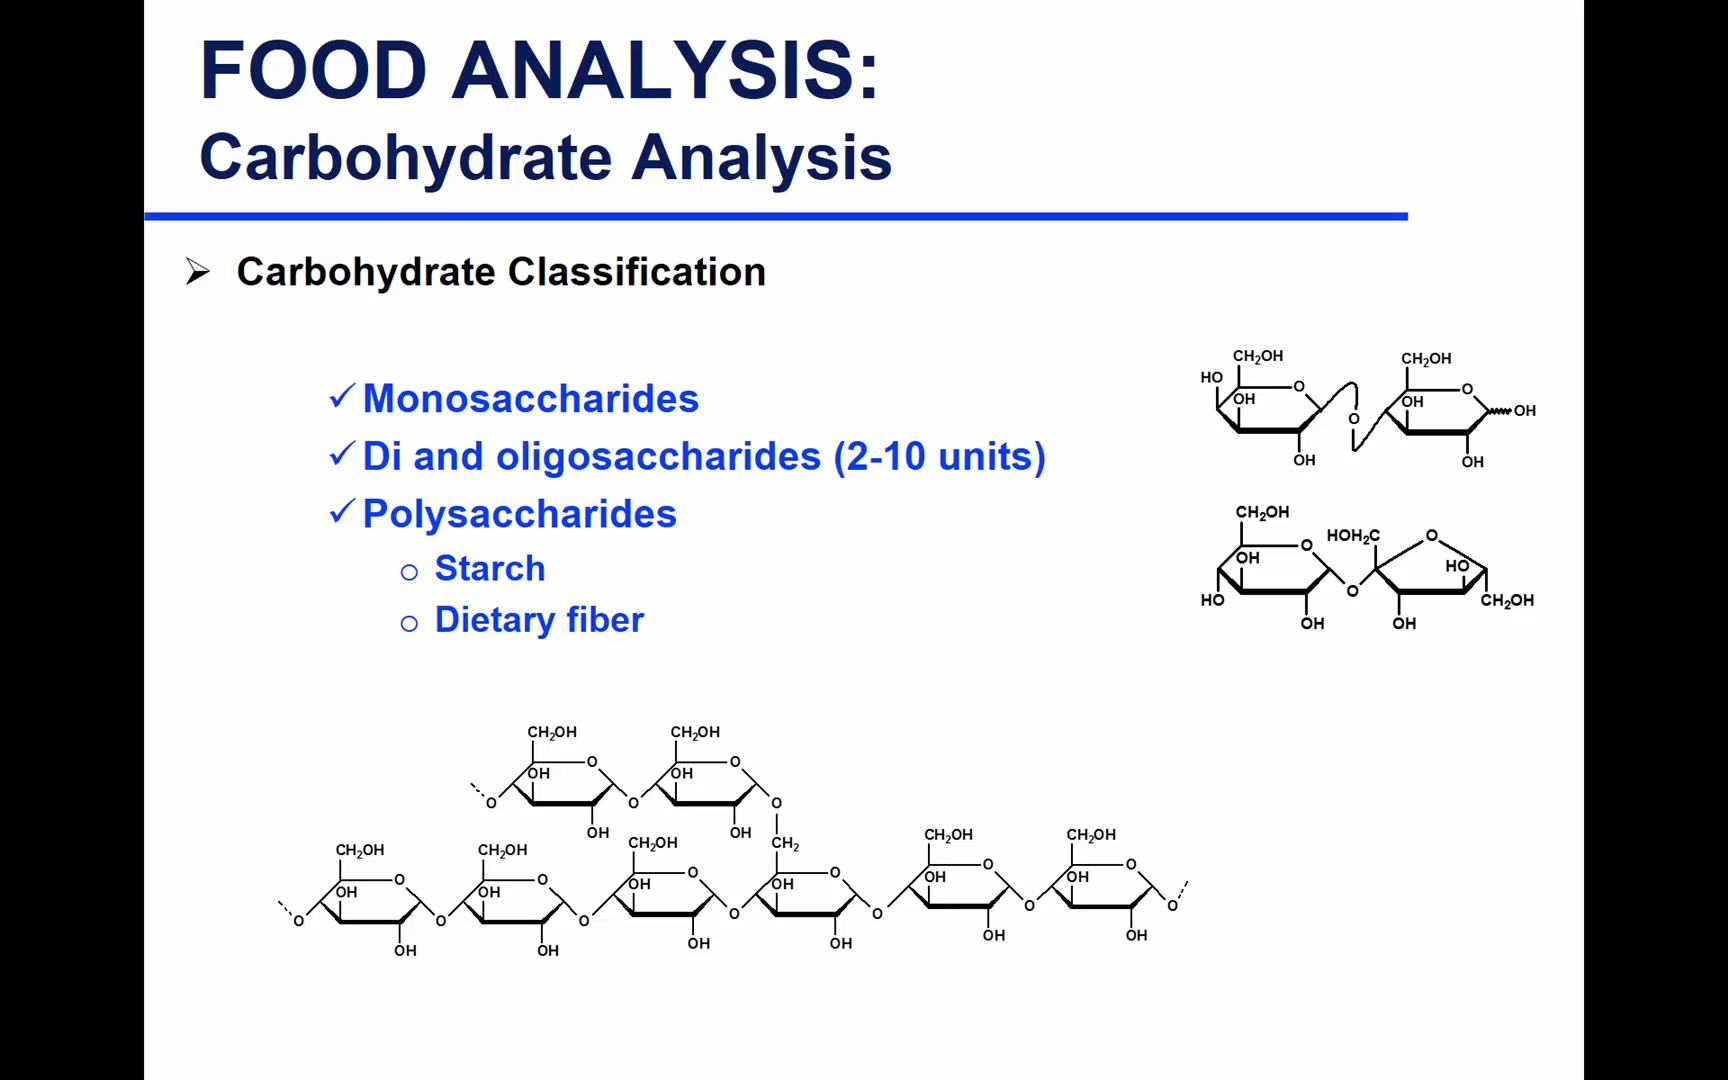 FOOD ANALYSIS:
Carbohydrate Analysis
➢ Carbohydrate Classification
✓ Monosaccharides
✓ Di and oligosaccharides (2-10 units)
✓ Polysaccharides
o Starch
o Dietary fiber
CH₂OH CH₂OH
HO O O
OH OH OH
O
OH OH
CH₂OH
HOH₂C O
O
OH HO
HO O CH₂OH
OH OH
CH₂OH CH₂OH
O O
OH OH
O O O
OH OH
CH₂OH CH₂OH
CH₂OH CH₂OH CH₂OH CH₂
O O O O O O
OH OH OH OH OH OH
O O O O O O O
OH OH OH OH OH OH